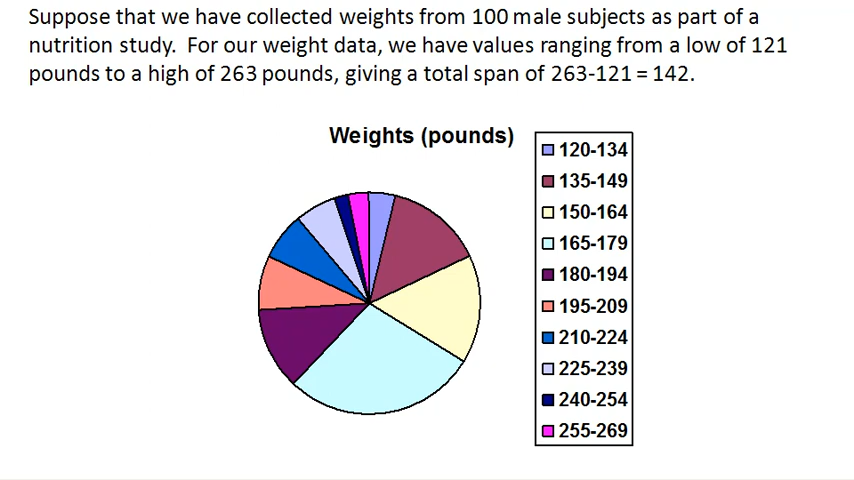 Suppose that we have collected weights from 100 male subjects as part of a
nutrition study.  For our weight data, we have values ranging from a low of 121
pounds to a high of 263 pounds, giving a total span of 263-121 = 142.
Weights (pounds)
120-134
135-149
150-164
165-179
180-194
195-209
210-224
225-239
240-254
255-269